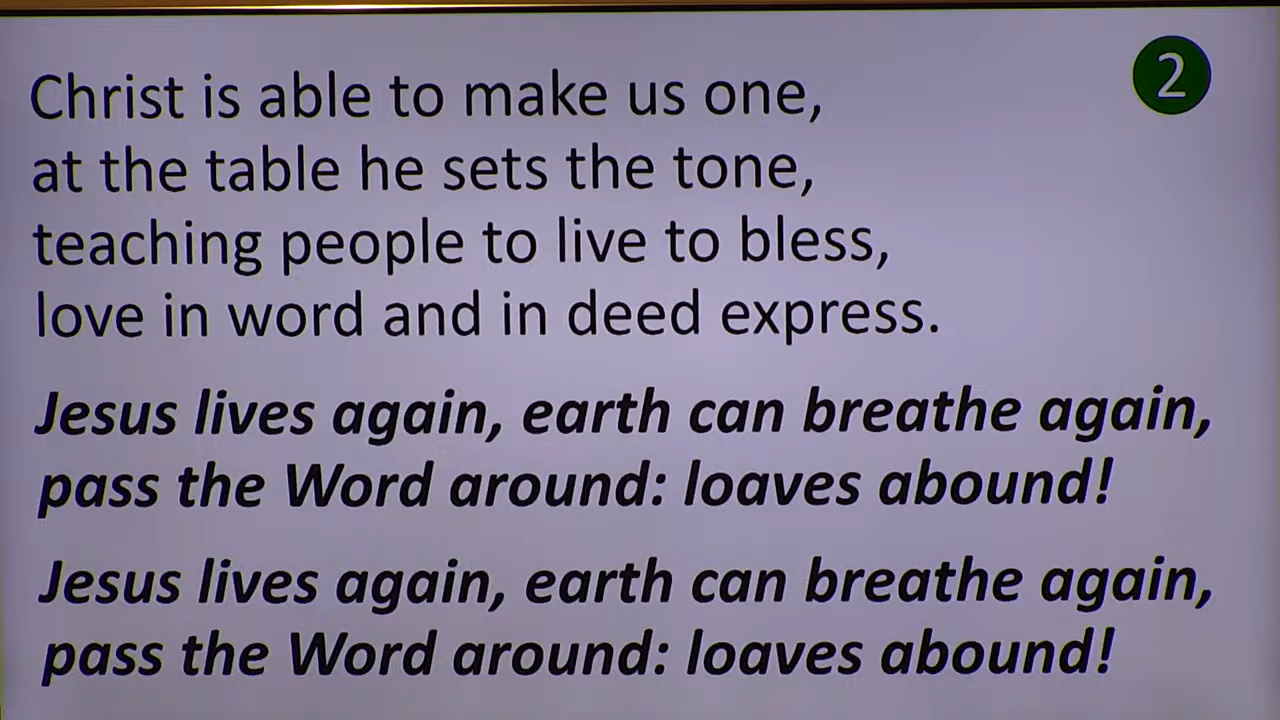 2
Christ is able to make us one,
at the table he sets the tone,
teaching people to live to bless,
love in word and in deed express.
Jesus lives again, earth can breathe again,
pass the Word around: loaves abound!
Jesus lives again, earth can breathe again,
pass the Word around: loaves abound!